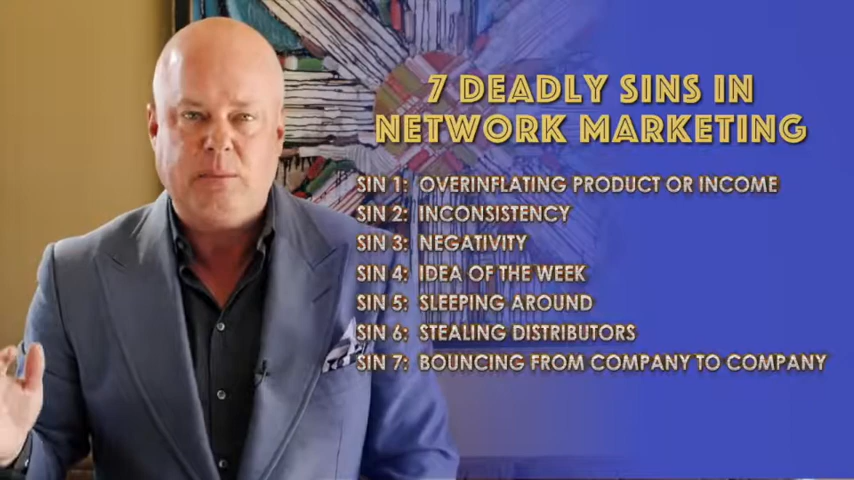 7 DEADLY SINS IN
NETWORK MARKETING
SIN 1: OVERINFLATING PRODUCT OR INCOME
SIN 2: INCONSISTENCY
SIN 3: NEGATIVITY
SIN 4: IDEA OF THE WEEK
SIN 5: SLEEPING AROUND
SIN 6: STEALING DISTRIBUTORS
SIN 7: BOUNCING FROM COMPANY TO COMPANY